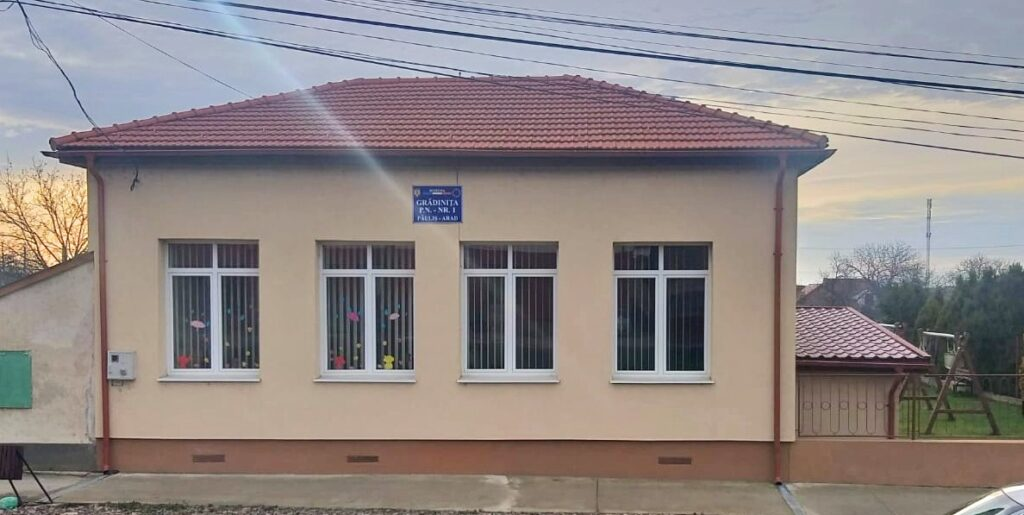 GRĂDINIȚA
P.N. - NR. 1
PĂULIȘ - ARAD